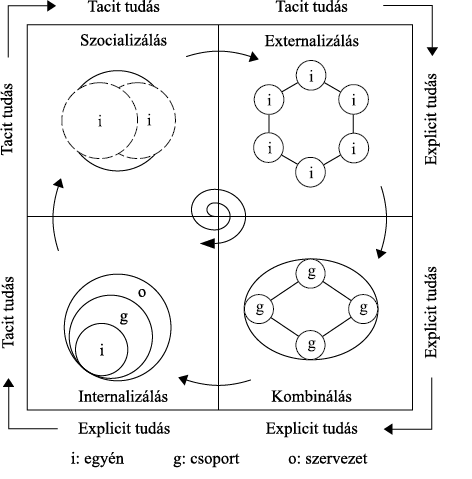 Tacit tudás Tacit tudás
Szocializálás Externalizálás
Tacit tudás
Explicit tudás
i i
i
i i
i i
i
Tacit tudás
Explicit tudás
o
g
i
g
g g
g
Internalizálás Kombinálás
Explicit tudás Explicit tudás
i: egyén g: csoport o: szervezet